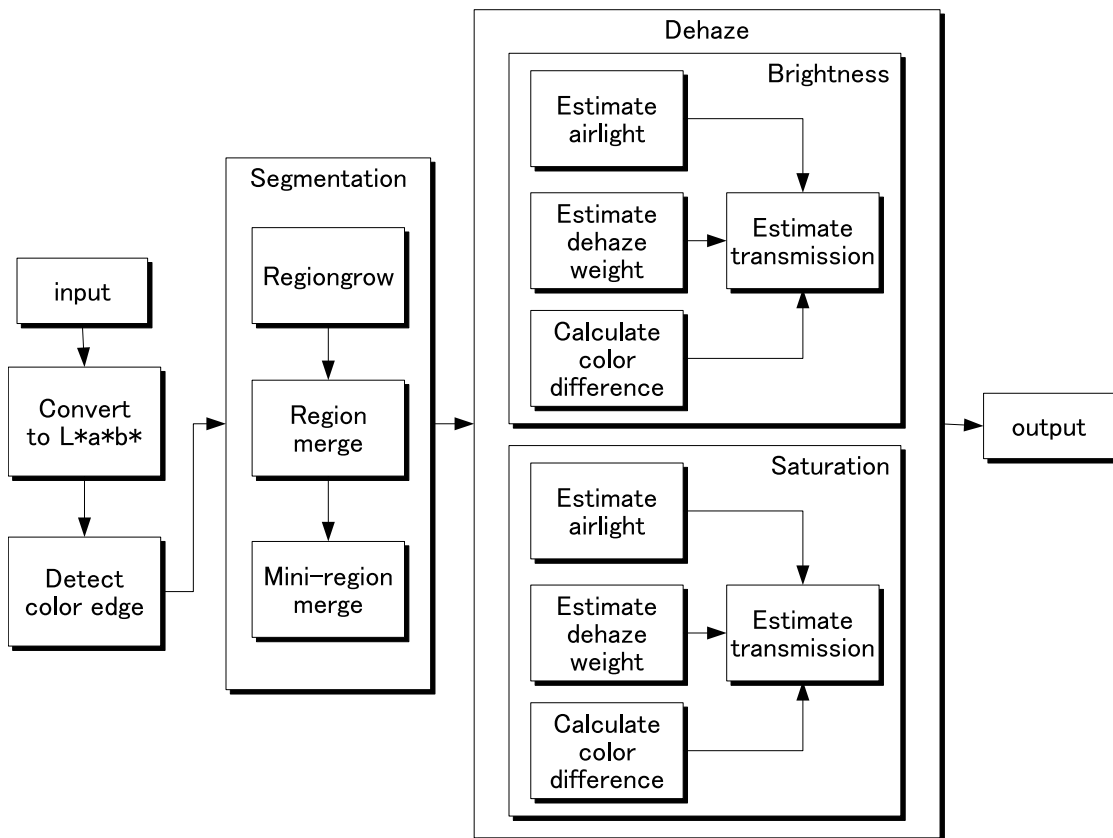 input
Convert
to L*a*b*
Detect
color edge
Segmentation
Regiongrow
Region
merge
Mini-region
merge
Dehaze
Brightness
Estimate
airlight
Estimate
dehaze
weight
Calculate
color
difference
Estimate
transmission
Saturation
Estimate
airlight
Estimate
dehaze
weight
Calculate
color
difference
Estimate
transmission
output